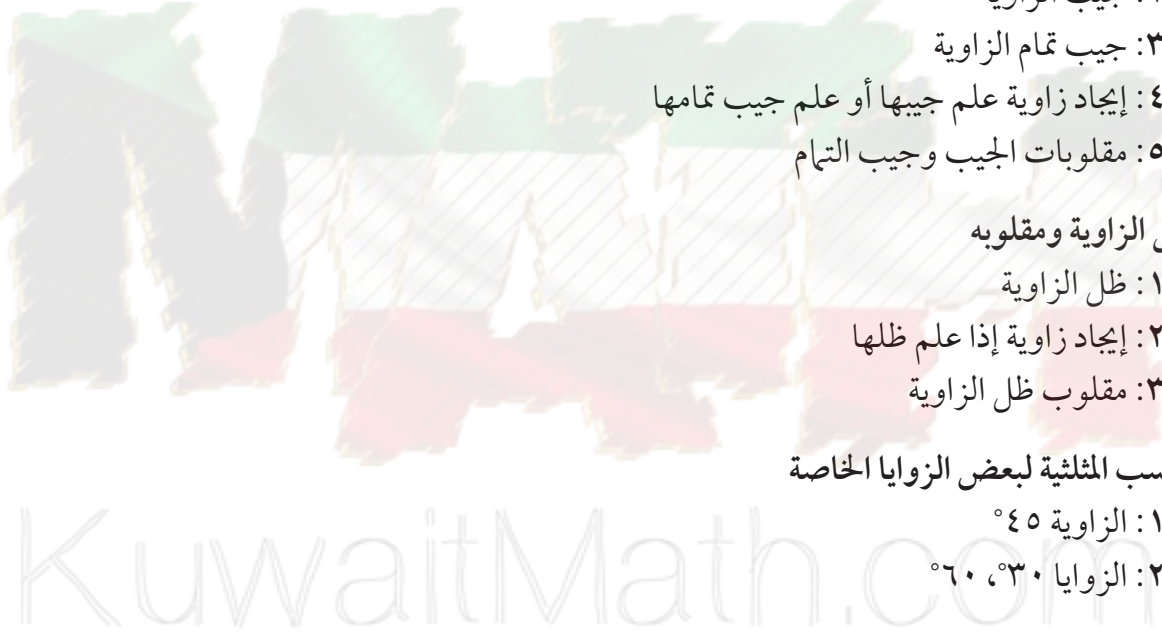 ٣: جيب تمام الزاوية
٤: إيجاد زاوية علم جيبها أو علم جيب تمامها
٥: مقلوبات الجيب وجيب التمام
الزاوية ومقلوبه
١: ظل الزاوية
٢: إيجاد زاوية إذا علم ظلها
٣: مقلوب ظل الزاوية
سب المثلثية لبعض الزوايا الخاصة
١: الزاوية ٤٥°
٢: الزوايا ٣٠°، ٦٠°
MATH
KuwaitMath.com